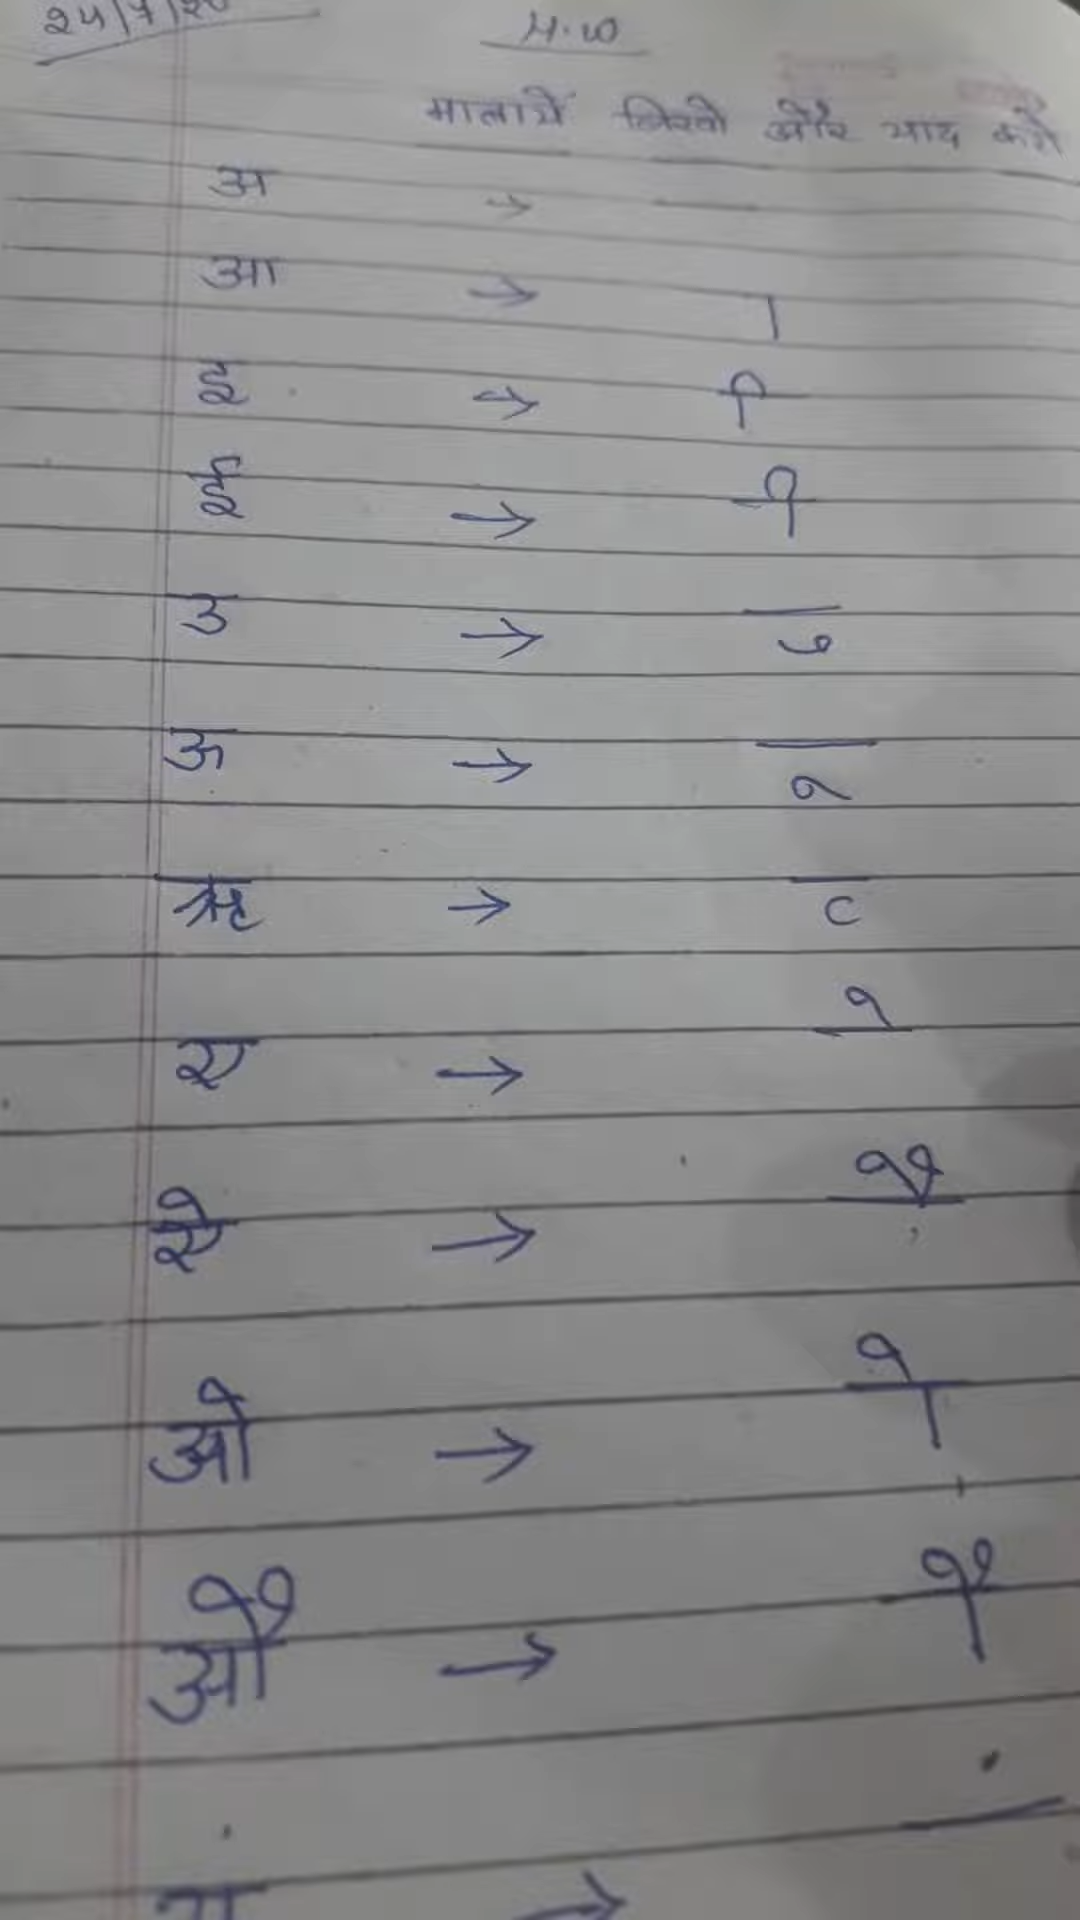 H.W
मात्रायें लिखो और याद करो
अ → —
आ → ा
इ → ि
ई → ी
उ → ु
ऊ → ू
ऋ → ृ
ए → े
ऐ → ै
ओ → ो
औ → ौ
अं → ं